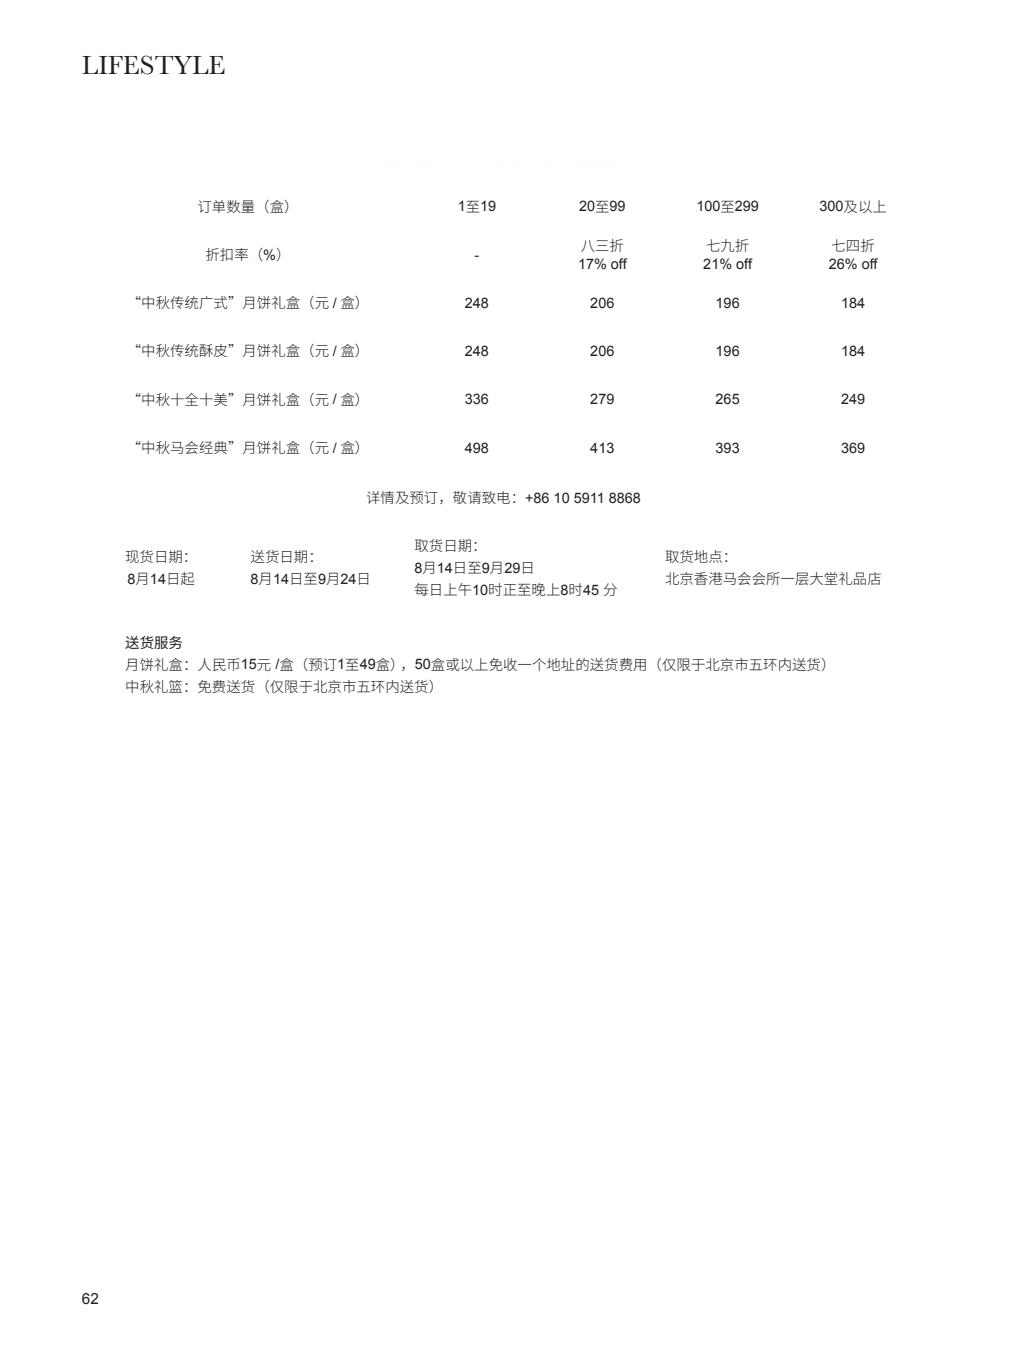 LIFESTYLE
订单数量（盒） 1至19 20至99 100至299 300及以上
折扣率（%） - 八三折 17% off 七九折 21% off 七四折 26% off
“中秋传统广式”月饼礼盒（元 / 盒） 248 206 196 184
“中秋传统酥皮”月饼礼盒（元 / 盒） 248 206 196 184
“中秋十全十美”月饼礼盒（元 / 盒） 336 279 265 249
“中秋马会经典”月饼礼盒（元 / 盒） 498 413 393 369
详情及预订，敬请致电：+86 10 5911 8868
现货日期：
8月14日起
送货日期：
8月14日至9月24日
取货日期：
8月14日至9月29日
每日上午10时正至晚上8时45 分
取货地点：
北京香港马会会所一层大堂礼品店
送货服务
月饼礼盒：人民币15元 /盒（预订1至49盒），50盒或以上免收一个地址的送货费用（仅限于北京市五环内送货）
中秋礼篮：免费送货（仅限于北京市五环内送货）
62